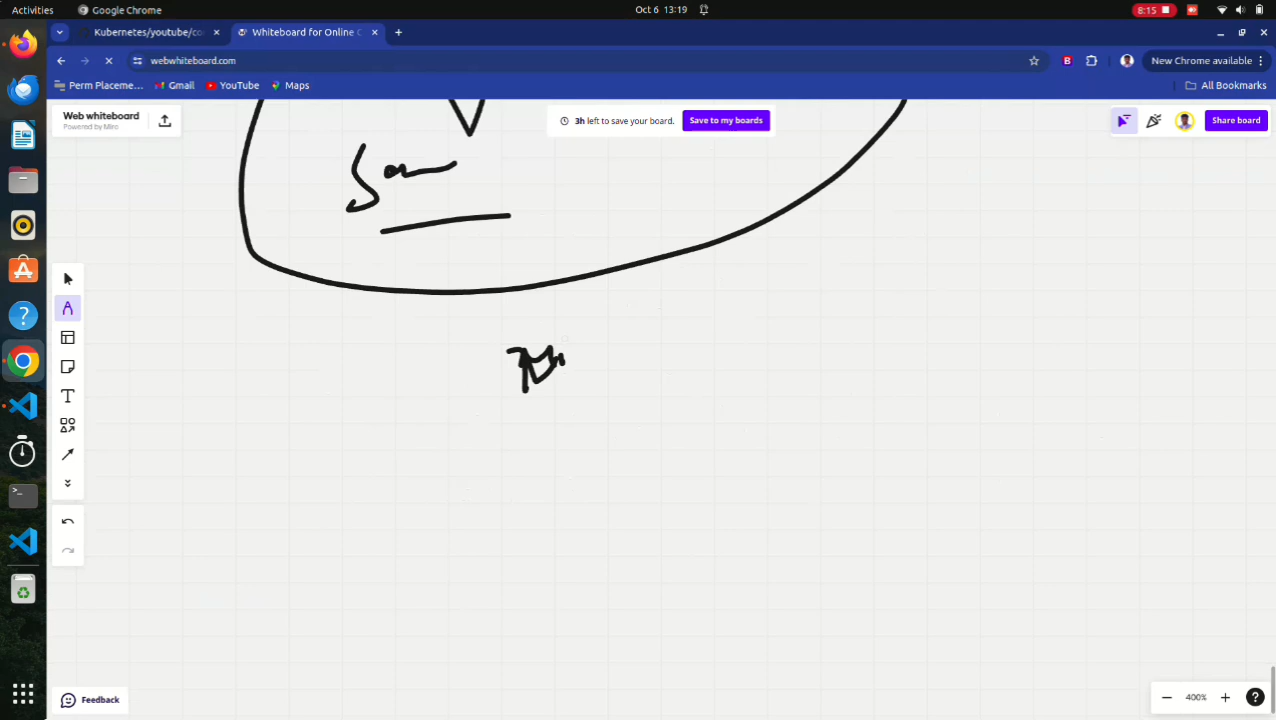 Activities Google Chrome Oct 6 13:19 8:15
Kubernetes/youtube/co Whiteboard for Online C
webwhiteboard.com New Chrome available
Perm Placeme... Gmail YouTube Maps All Bookmarks
Web whiteboard
Powered by Miro
3h left to save your board. Save to my boards Share board
Feedback 400%